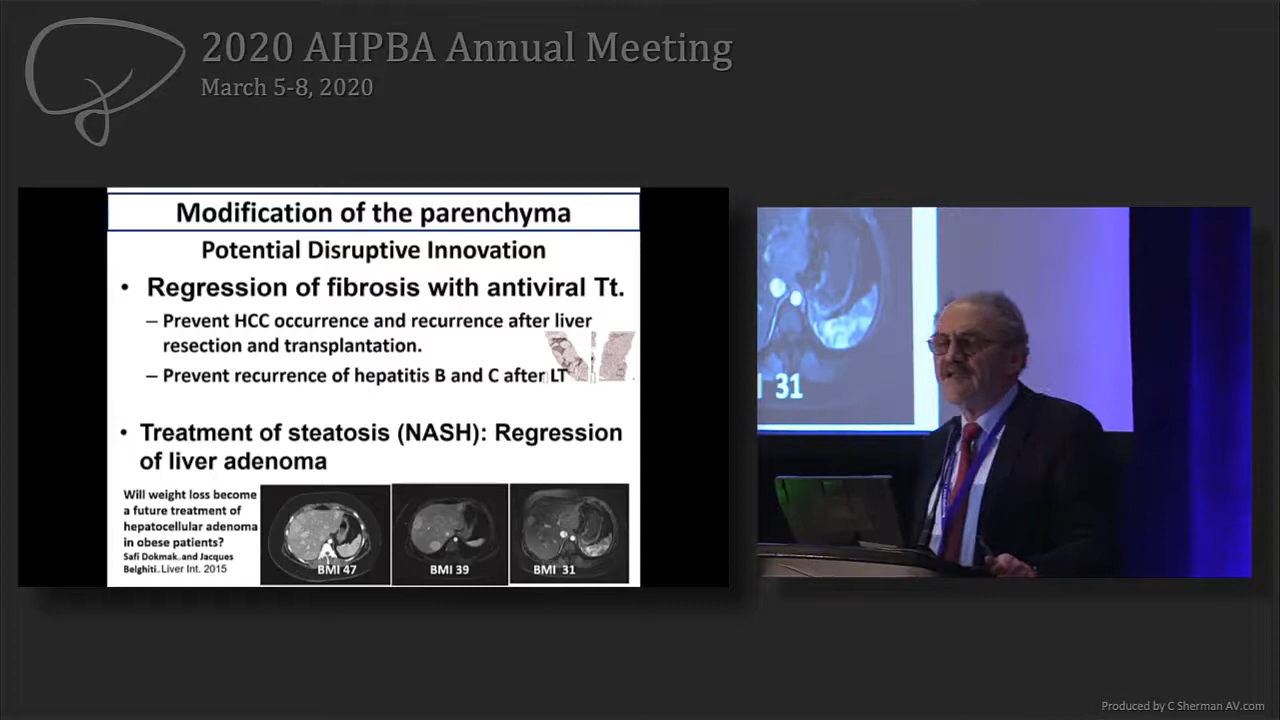 2020 AHPBA Annual Meeting
March 5-8, 2020
Modification of the parenchyma
Potential Disruptive Innovation
• Regression of fibrosis with antiviral Tt.
– Prevent HCC occurrence and recurrence after liver
resection and transplantation.
– Prevent recurrence of hepatitis B and C after LT
• Treatment of steatosis (NASH): Regression
of liver adenoma
Will weight loss become
a future treatment of
hepatocellular adenoma
in obese patients?
Safi Dokmak..and Jacques
Belghiti.. Liver Int. 2015
BMI 47
BMI 39
BMI 31
31
Produced by C Sherman AV.com